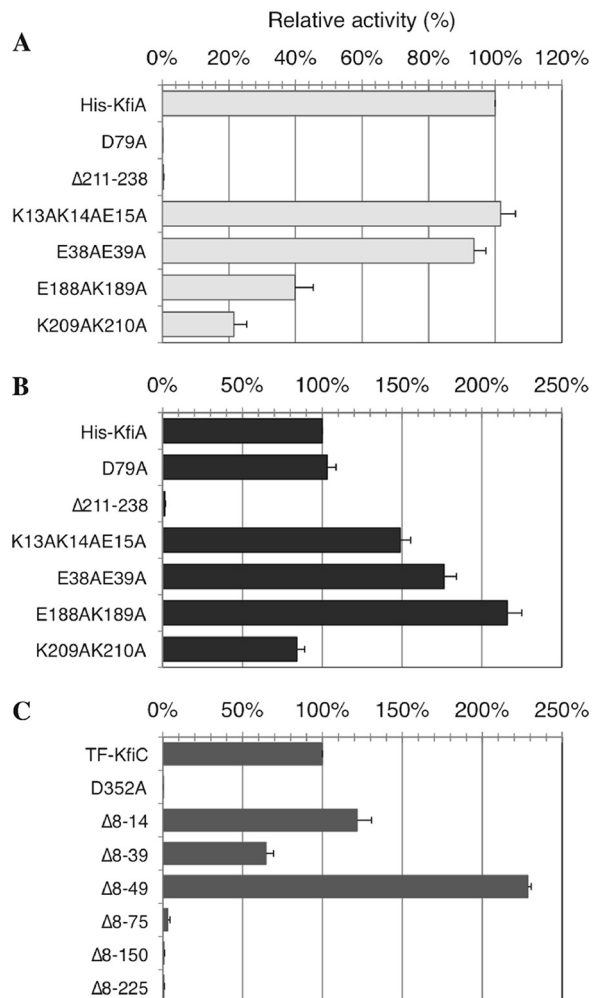 Relative activity (%)
A
0% 20% 40% 60% 80% 100% 120%
His-KfiA
D79A
Δ211-238
K13AK14AE15A
E38AE39A
E188AK189A
K209AK210A
B
0% 50% 100% 150% 200% 250%
His-KfiA
D79A
Δ211-238
K13AK14AE15A
E38AE39A
E188AK189A
K209AK210A
C
0% 50% 100% 150% 200% 250%
TF-KfiC
D352A
Δ8-14
Δ8-39
Δ8-49
Δ8-75
Δ8-150
Δ8-225